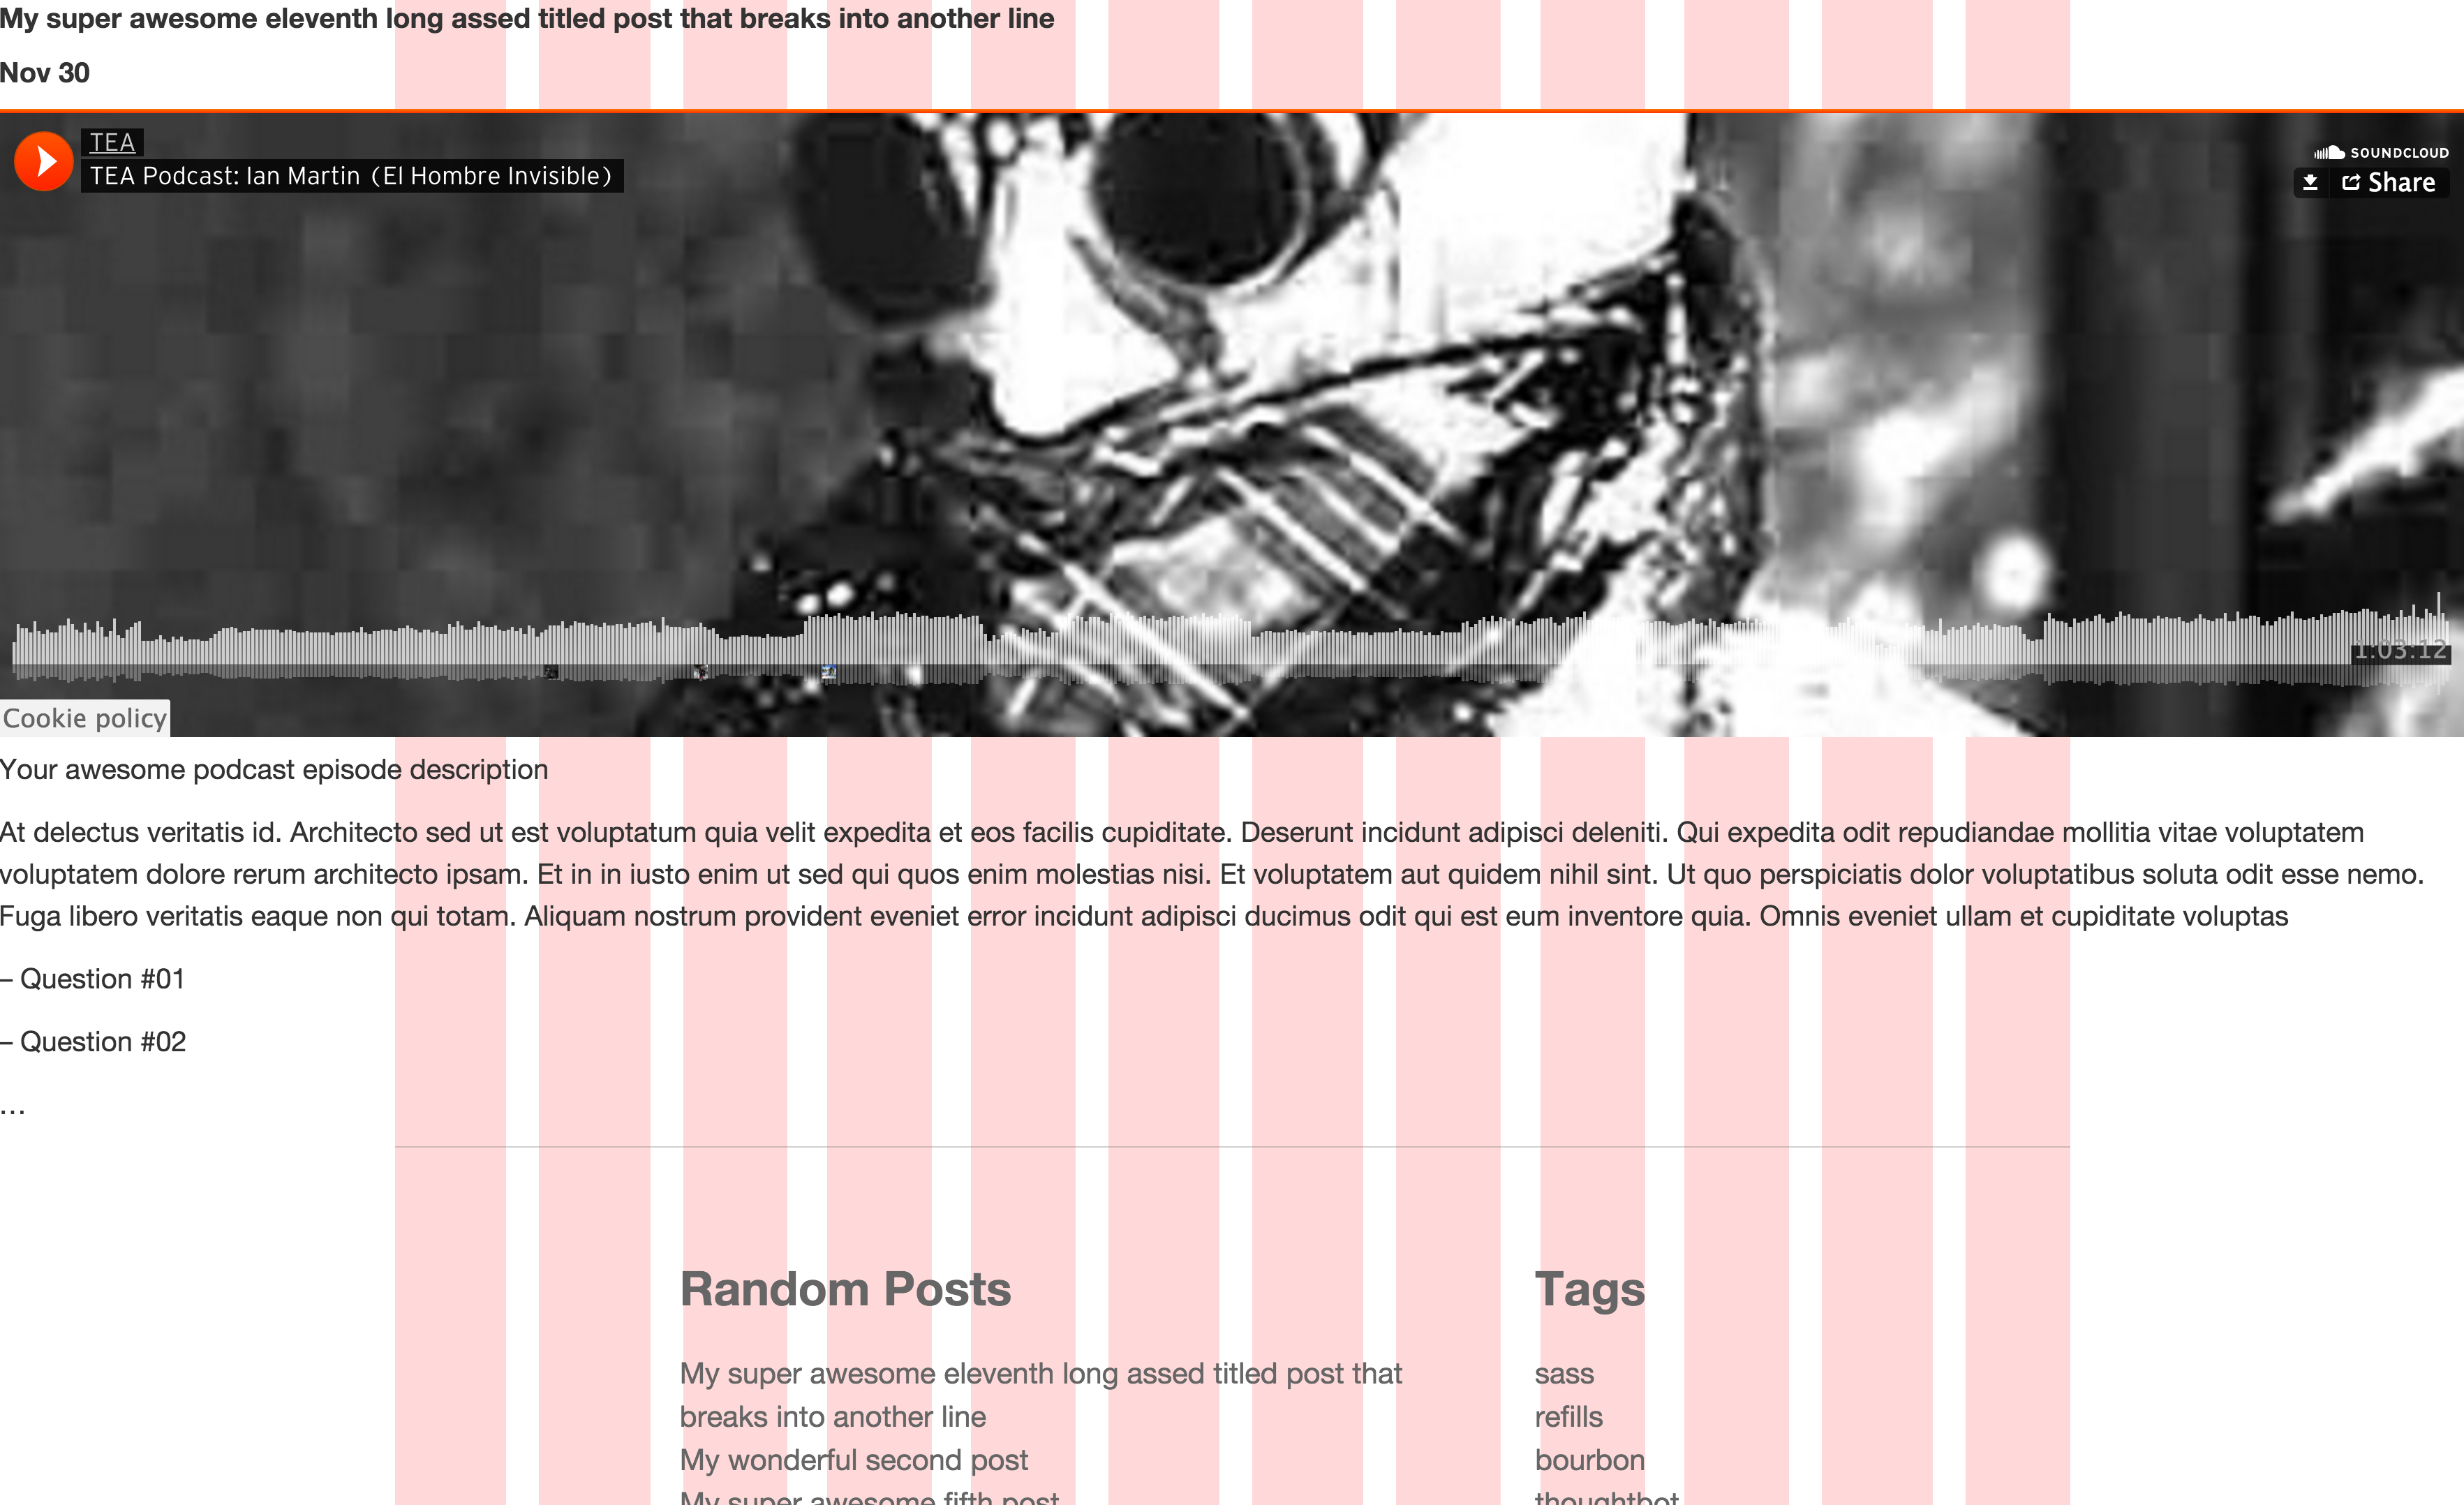 My super awesome eleventh long assed titled post that breaks into another line
Nov 30
TEA
TEA Podcast: Ian Martin (El Hombre Invisible)
SOUNDCLOUD
Share
1:03:12
Cookie policy
Your awesome podcast episode description
At delectus veritatis id. Architecto sed ut est voluptatum quia velit expedita et eos facilis cupiditate. Deserunt incidunt adipisci deleniti. Qui expedita odit repudiandae mollitia vitae voluptatem
voluptatem dolore rerum architecto ipsam. Et in in iusto enim ut sed qui quos enim molestias nisi. Et voluptatem aut quidem nihil sint. Ut quo perspiciatis dolor voluptatibus soluta odit esse nemo.
Fuga libero veritatis eaque non qui totam. Aliquam nostrum provident eveniet error incidunt adipisci ducimus odit qui est eum inventore quia. Omnis eveniet ullam et cupiditate voluptas
– Question #01
– Question #02
…
Random Posts
My super awesome eleventh long assed titled post that
breaks into another line
My wonderful second post
My super awesome fifth post
Tags
sass
refills
bourbon
thoughtbot